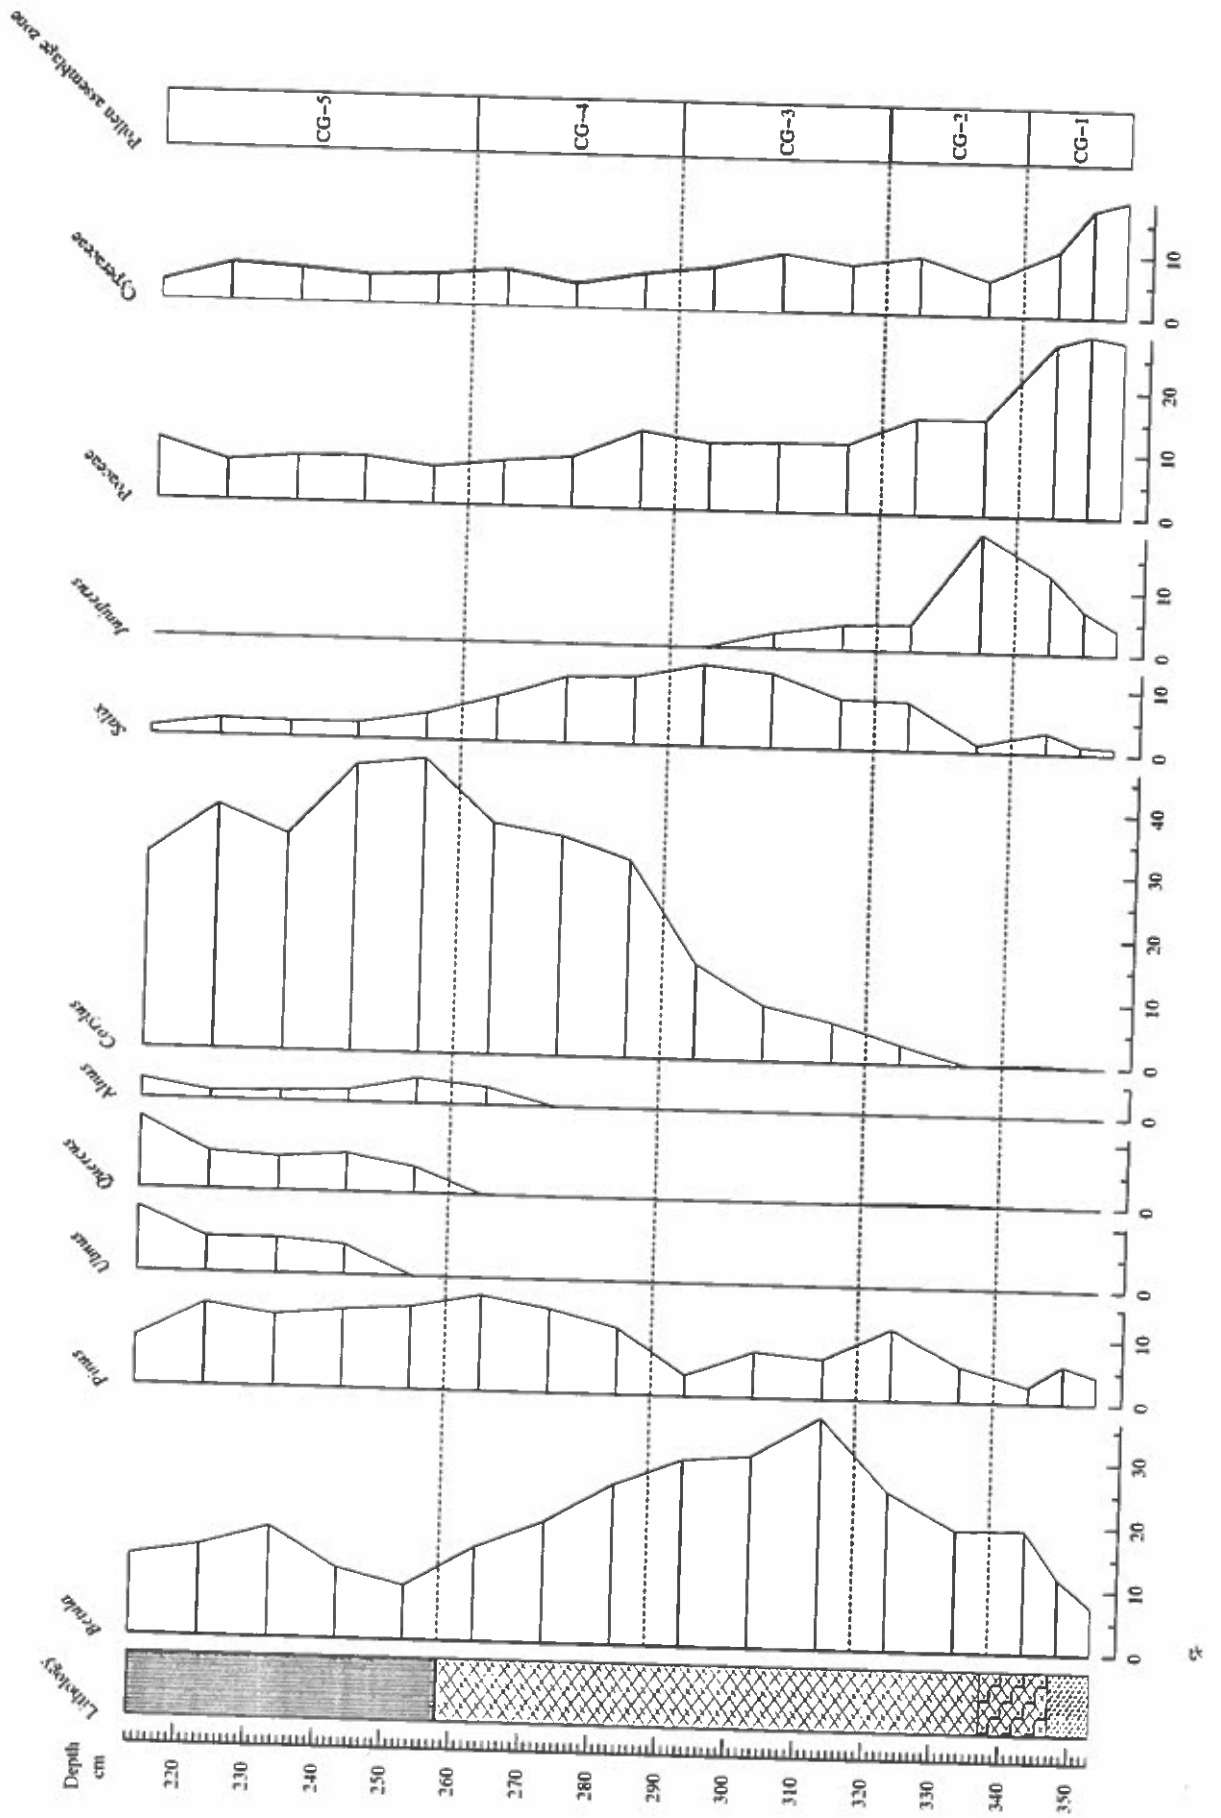 Pollen assemblage zone
CG-5
CG-4
CG-3
CG-2
CG-1
Cyperaceae
0
10
Poaceae
0
10
20
Juniperus
0
10
Salix
0
10
Corylus
0
10
20
30
40
Alnus
0
Quercus
0
Ulmus
0
Pinus
0
10
Betula
0
10
20
30
%
Lithology
Depth
cm
220
230
240
250
260
270
280
290
300
310
320
330
340
350